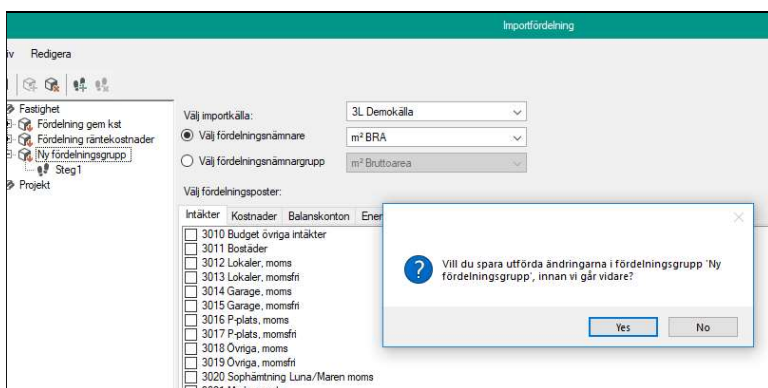 Importfördelning
iv Redigera
Fastighet
Fördelning gem kst
Fördelning räntekostnader
Ny fördelningsgrupp
Steg1
Projekt
Välj importkälla:
3L Demokälla
Välj fördelningsnämnare
m² BRA
Välj fördelningsnämnargrupp
m² Bruttoarea
Välj fördelningsposter:
Intäkter Kostnader Balanskonton Ener
3010 Budget övriga intäkter
3011 Bostäder
3012 Lokaler, moms
3013 Lokaler, momsfri
3014 Garage, moms
3015 Garage, momsfri
3016 P-plats, moms
3017 P-plats, momsfri
3018 Övriga, moms
3019 Övriga, momsfri
3020 Sophämtning Luna/Maren moms
Vill du spara utförda ändringarna i fördelningsgrupp 'Ny
fördelningsgrupp', innan vi går vidare?
Yes No